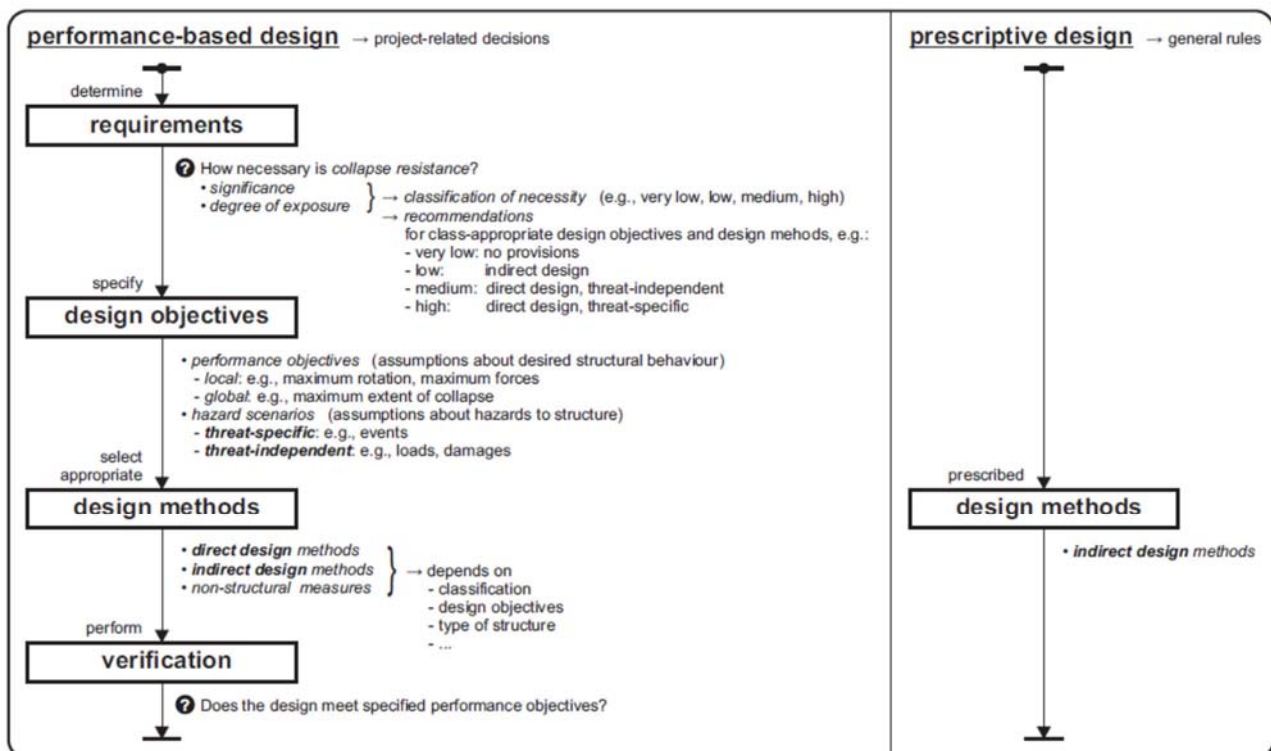 performance-based design → project-related decisions
determine
requirements
? How necessary is collapse resistance?
• significance
• degree of exposure
} → classification of necessity (e.g., very low, low, medium, high)
→ recommendations
for class-appropriate design objectives and design mehods, e.g.:
- very low: no provisions
- low: indirect design
- medium: direct design, threat-independent
- high: direct design, threat-specific
specify
design objectives
• performance objectives (assumptions about desired structural behaviour)
- local: e.g., maximum rotation, maximum forces
- global: e.g., maximum extent of collapse
• hazard scenarios (assumptions about hazards to structure)
- threat-specific: e.g., events
- threat-independent: e.g., loads, damages
select
appropriate
design methods
• direct design methods
• indirect design methods
• non-structural measures
} → depends on
- classification
- design objectives
- type of structure
- ...
perform
verification
? Does the design meet specified performance objectives?
prescriptive design → general rules
prescribed
design methods
• indirect design methods